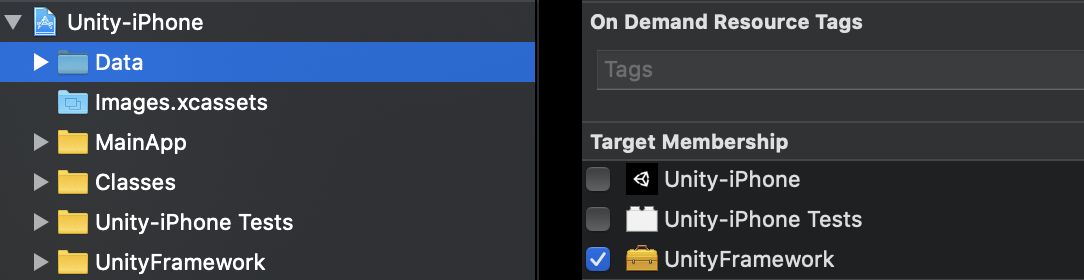 Unity-iPhone
Data
Images.xcassets
MainApp
Classes
Unity-iPhone Tests
UnityFramework
On Demand Resource Tags
Tags
Target Membership
Unity-iPhone
Unity-iPhone Tests
UnityFramework